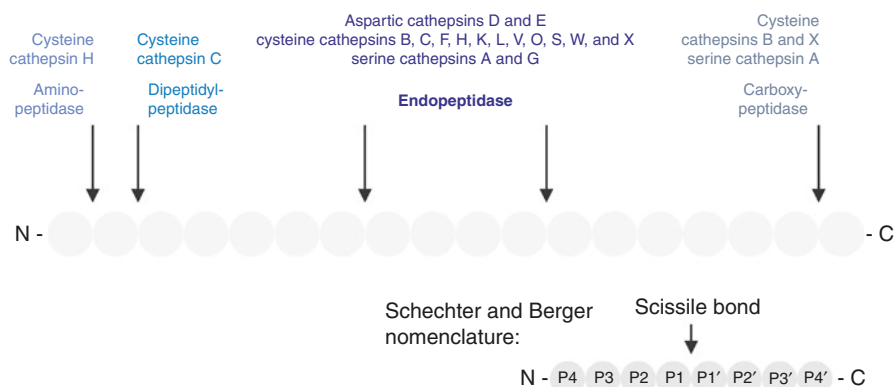 Cysteine
cathepsin H
Amino-
peptidase
Cysteine
cathepsin C
Dipeptidyl-
peptidase
Aspartic cathepsins D and E
cysteine cathepsins B, C, F, H, K, L, V, O, S, W, and X
serine cathepsins A and G
Endopeptidase
Cysteine
cathepsins B and X
serine cathepsin A
Carboxy-
peptidase
N - - C
Schechter and Berger
nomenclature:
Scissile bond
N - P4 P3 P2 P1 P1′ P2′ P3′ P4′ - C